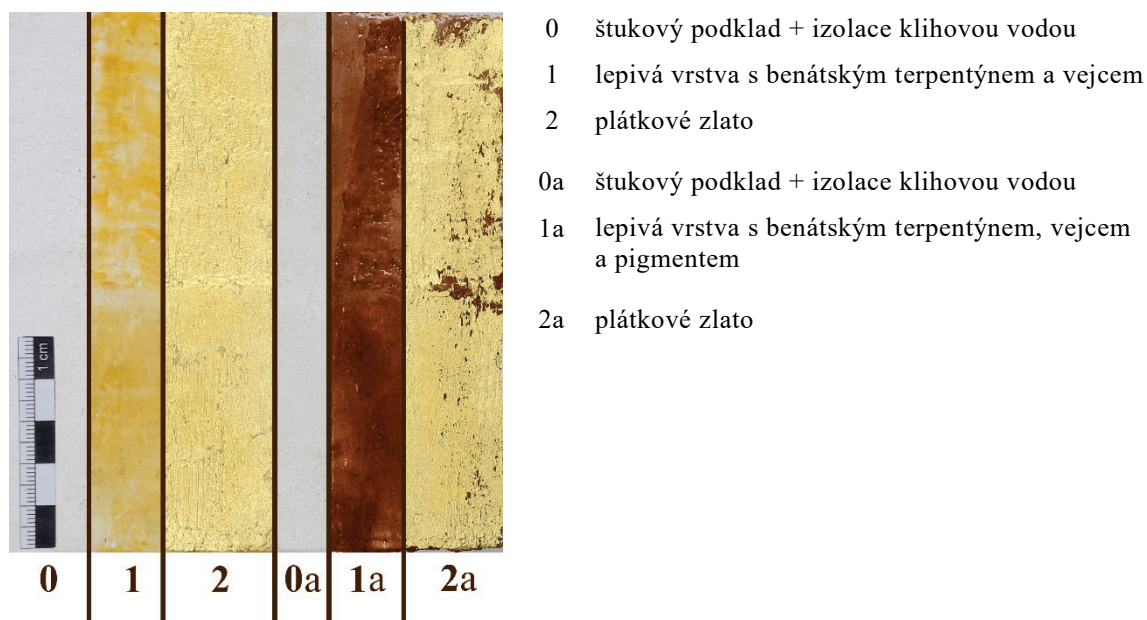 0 štukový podklad + izolace klihovou vodou
1 lepivá vrstva s benátským terpentýnem a vejcem
2 plátkové zlato
0a štukový podklad + izolace klihovou vodou
1a lepivá vrstva s benátským terpentýnem, vejcem
a pigmentem
2a plátkové zlato
1 cm
0 1 2 0a 1a 2a